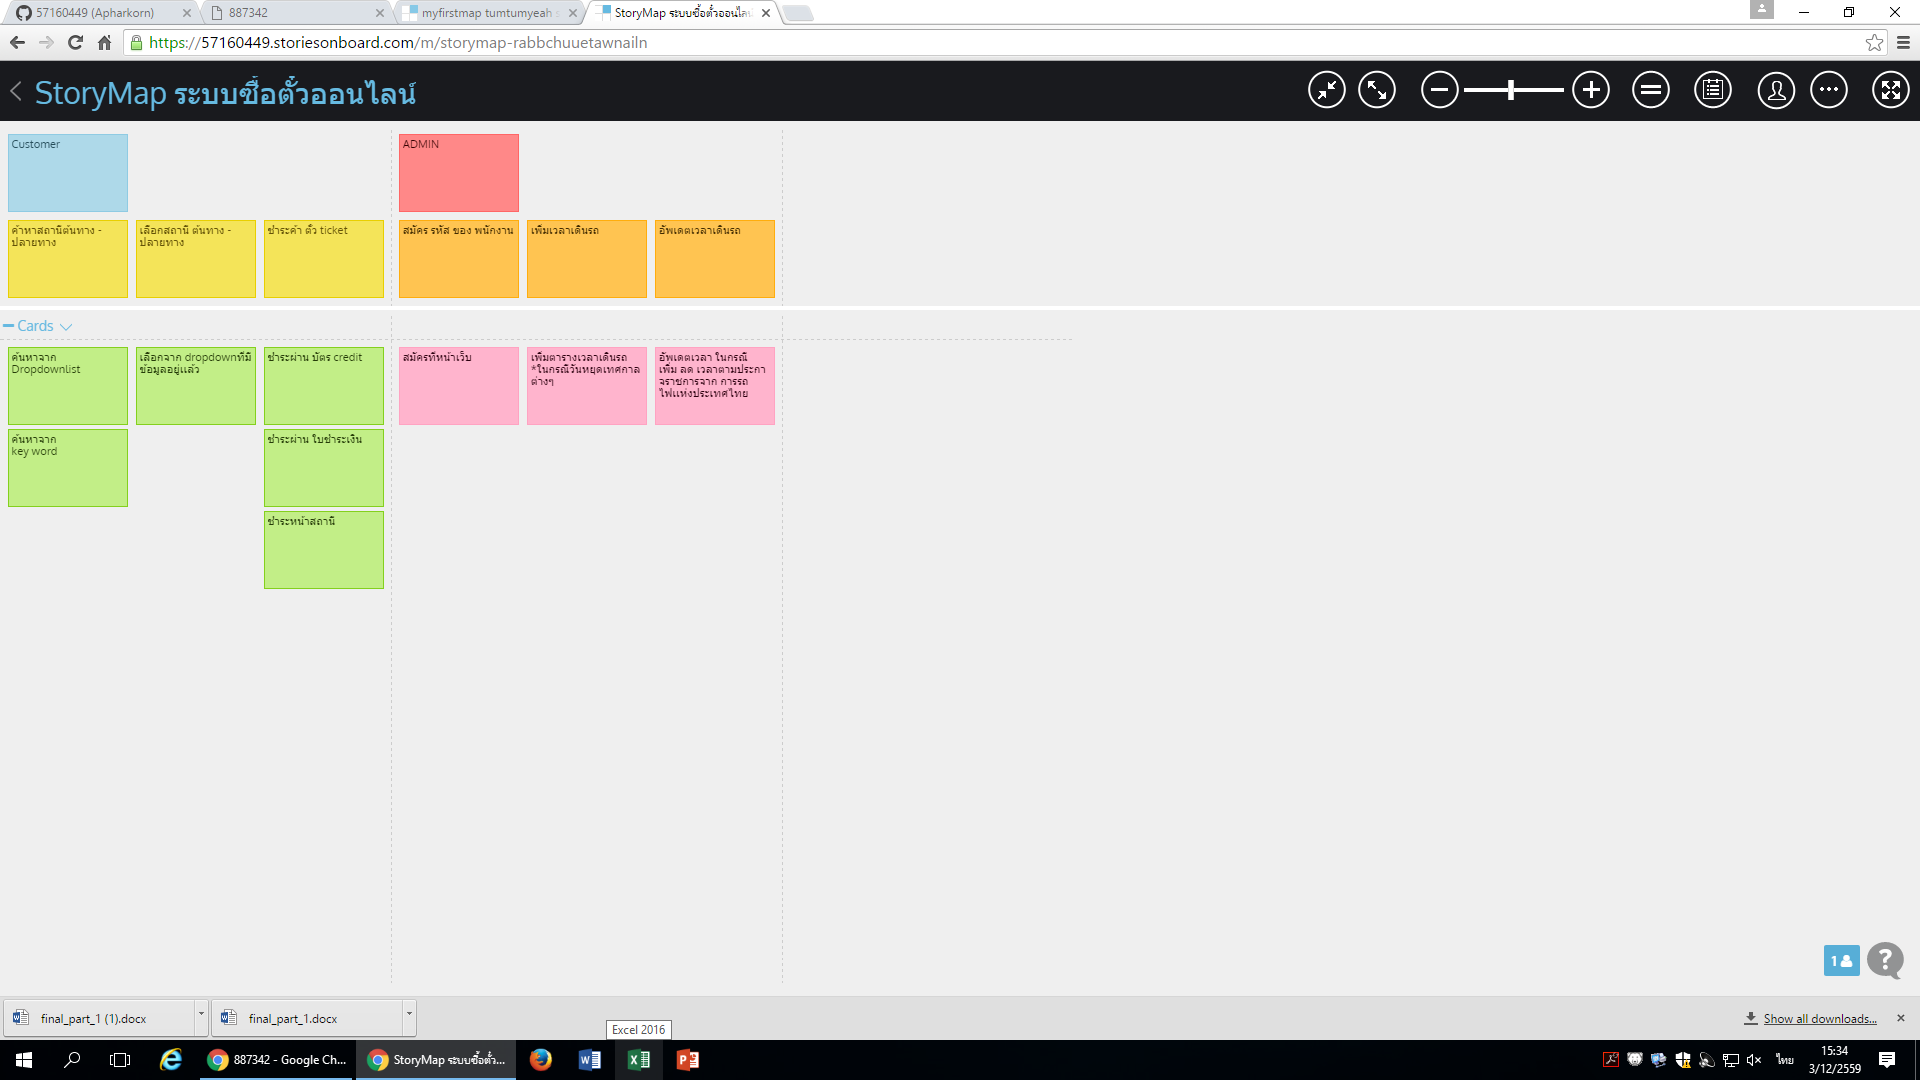 57160449 (Apharkorn)
887342
myfirstmap tumtumyeah
StoryMap ระบบซื้อตั๋วออนไลน์
https://57160449.storiesonboard.com/m/storymap-rabbchuuetawnailn
StoryMap ระบบซื้อตั๋วออนไลน์
Customer
ADMIN
ค้าหาสถานีต้นทาง -
ปลายทาง
เลือกสถานี ต้นทาง -
ปลายทาง
ชำระค้า ตั๋ว ticket
สมัคร รหัส ของ พนักงาน
เพิ่มเวลาเดินรถ
อัพเดตเวลาเดินรถ
Cards
ค้นหาจาก
Dropdownlist
เลือกจาก dropdownที่มี
ข้อมูลอยู่แล้ว
ชำระผ่าน บัตร credit
สมัครที่หน้าเว็บ
เพิ่มตารางเวลาเดินรถ
*ในกรณีวันหยุดเทศกาล
ต่างๆ
อัพเดตเวลา ในกรณี
เพิ่ม ลด เวลาตามประกา
จราชการจาก การรถ
ไฟแห่งประเทศไทย
ค้นหาจาก
key word
ชำระผ่าน ใบชำระเงิน
ชำระหน้าสถานี
1
?
final_part_1 (1).docx
final_part_1.docx
Show all downloads...
Excel 2016
887342 - Google Ch...
StoryMap ระบบซื้อตั๋ว...
ไทย
15:34
3/12/2559